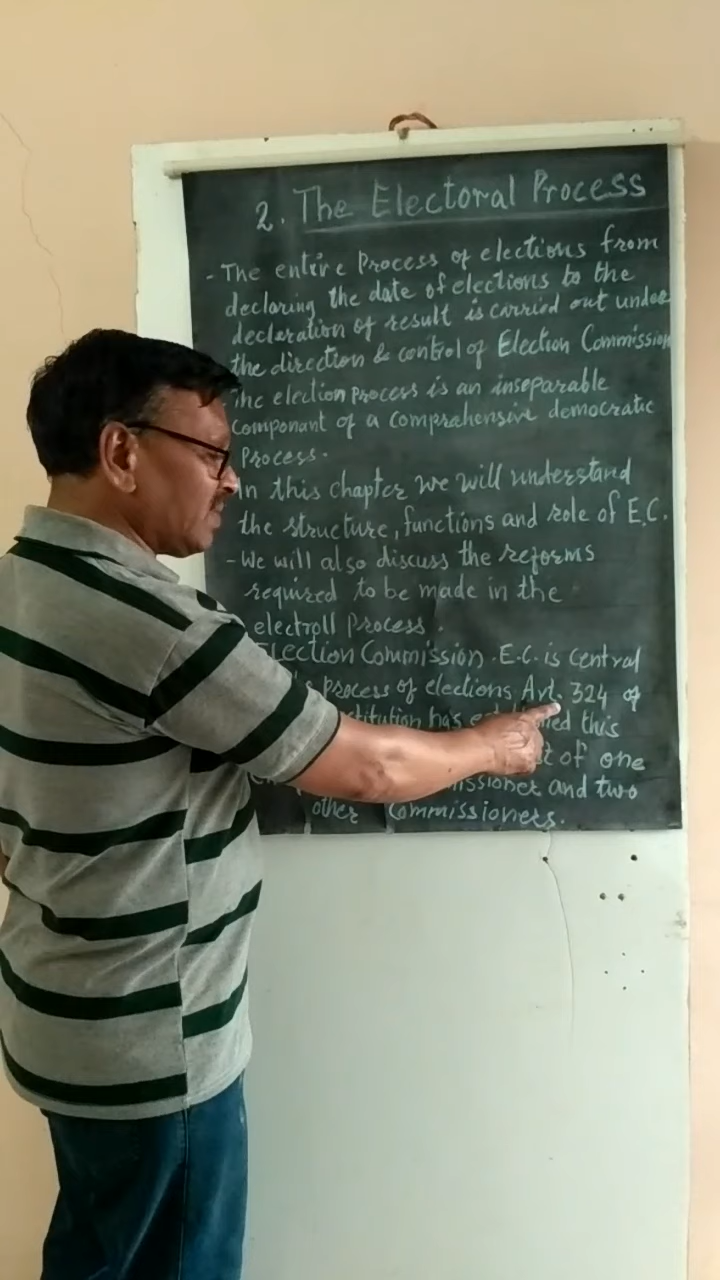 2. The Electoral Process
- The entire Process of elections from
declaring the date of elections to the
decleration of result is carried out under
the direction & control of Election Commission
The election process is an inseparable
componant of a comprehensive democratic
Process.
In this chapter we will understand
the structure, functions and role of E.C.
- We will also discuss the reforms
required to be made in the
electroll process.
Election Commission. E.C. is central
process of elections Art. 324 of
has this
of one
and two
other Commissioners.